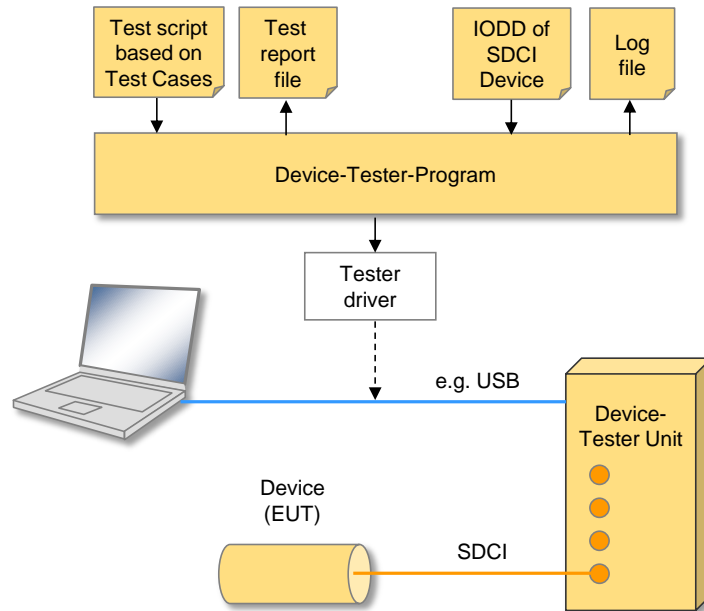 Test script
based on
Test Cases
Test
report
file
IODD of
SDCI
Device
Log
file
Device-Tester-Program
Tester
driver
e.g. USB
Device-
Tester Unit
Device
(EUT)
SDCI